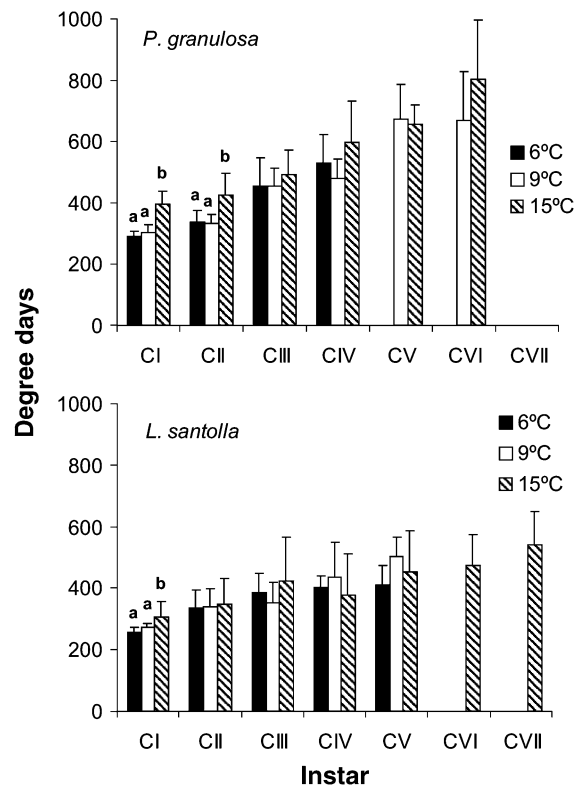 P. granulosa
1000
800
600
400
200
0
a a b
a a b
6ºC
9ºC
15ºC
CI CII CIII CIV CV CVI CVII
Degree days
L. santolla
1000
800
600
400
200
0
a a b
6ºC
9ºC
15ºC
CI CII CIII CIV CV CVI CVII
Instar